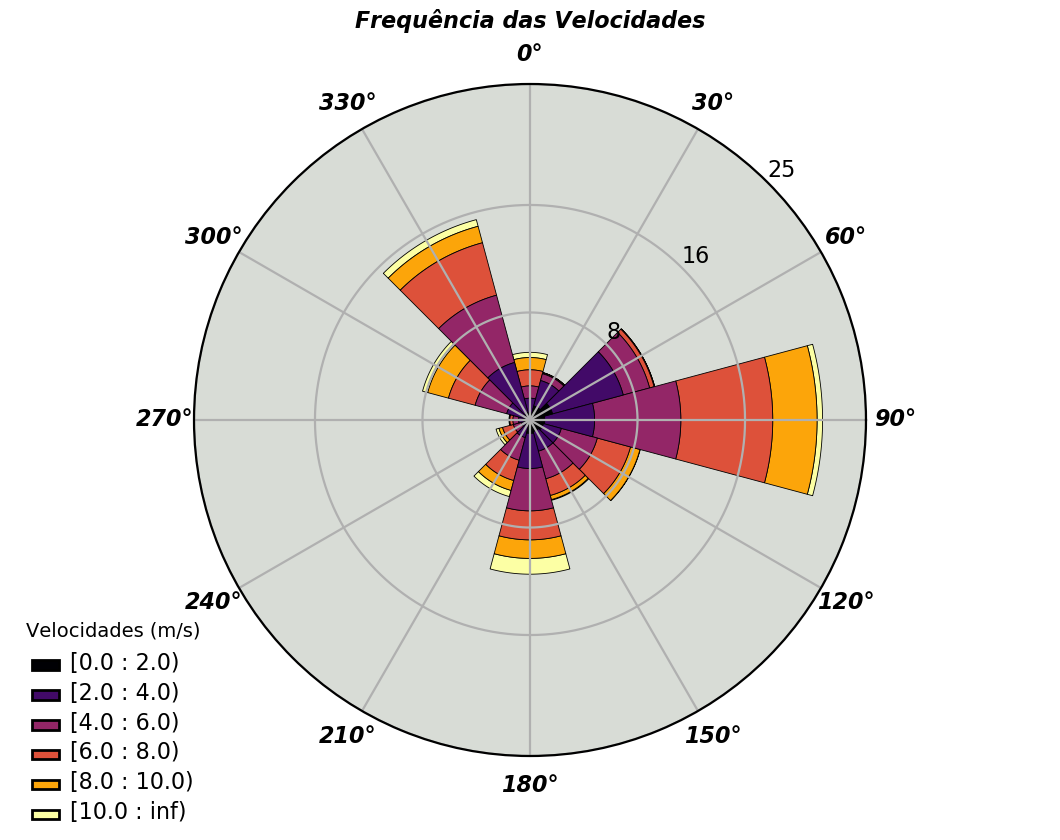 Frequência das Velocidades
0°
330°
30°
25
300°
60°
16
8
270°
90°
240°
120°
Velocidades (m/s)
[0.0 : 2.0)
[2.0 : 4.0)
[4.0 : 6.0)
210°
150°
[6.0 : 8.0)
[8.0 : 10.0)
180°
[10.0 : inf)